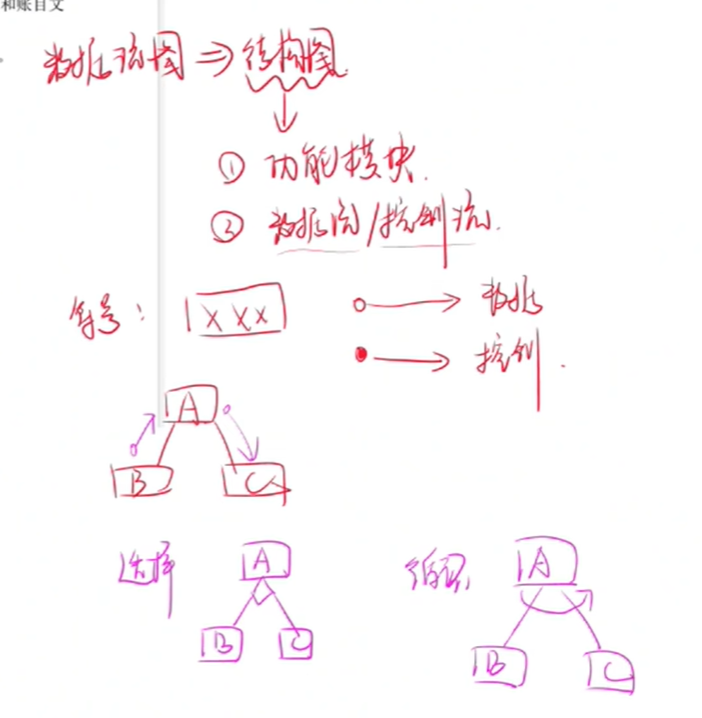 和账目文
数据流图 ⇒ 结构图
① 功能模块.
② 数据流/控制流.
符号: XXX 数据
控制.
A
B C
选择 A
B C
循环 A
B C